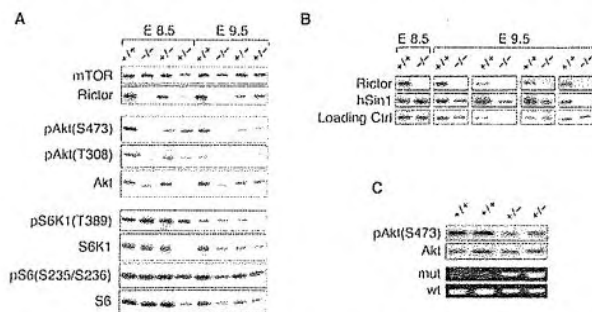 A
E 8.5 E 9.5
+/+ -/- +/- +/- +/+ -/- +/- +/-
mTOR
Rictor
pAkt(S473)
pAkt(T308)
Akt
pS6K1(T389)
S6K1
pS6(S235/S236)
S6
B
E 8.5 E 9.5
+/+ -/- +/+ -/- +/+ -/- +/+ -/- +/+ -/-
Rictor
hSin1
Loading Ctrl
C
+/+ +/+ +/- +/-
pAkt(S473)
Akt
mut
wt